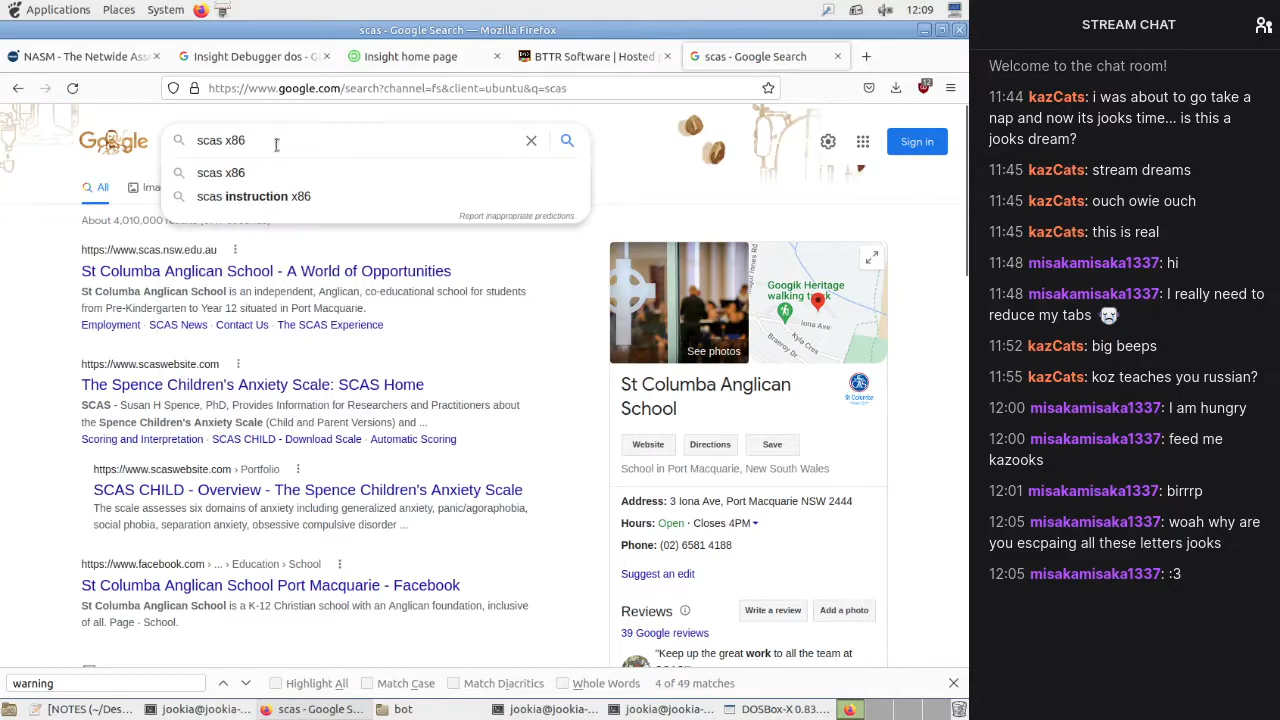 Applications Places System 12:09
scas - Google Search — Mozilla Firefox
NASM - The Netwide Ass
Insight Debugger dos - G
Insight home page
BTTR Software | Hosted p
scas - Google Search
https://www.google.com/search?channel=fs&client=ubuntu&q=scas
12
Google
scas x86
Sign in
scas x86
scas instruction x86
Report inappropriate predictions
All
Ima
https://www.scas.nsw.edu.au
St Columba Anglican School - A World of Opportunities
St Columba Anglican School is an independent, Anglican, co-educational school for students
from Pre-Kindergarten to Year 12 situated in Port Macquarie.
Employment · SCAS News · Contact Us · The SCAS Experience
https://www.scaswebsite.com
The Spence Children's Anxiety Scale: SCAS Home
SCAS - Susan H Spence, PhD, Provides Information for Researchers and Practitioners about
the Spence Children's Anxiety Scale (Child and Parent Versions) and ...
Scoring and Interpretation · SCAS CHILD - Download Scale · Automatic Scoring
https://www.scaswebsite.com › Portfolio
SCAS CHILD - Overview - The Spence Children's Anxiety Scale
The scale assesses six domains of anxiety including generalized anxiety, panic/agoraphobia,
social phobia, separation anxiety, obsessive compulsive disorder ...
https://www.facebook.com › ... › Education › School
St Columba Anglican School Port Macquarie - Facebook
St Columba Anglican School is a K-12 Christian school with an Anglican foundation, inclusive
of all. Page · School.
See photos
Googik Heritage
walking track
Iona Ave
Braeroy Dr
Kyla Cres
St Columba Anglican
School
Website
Directions
Save
School in Port Macquarie, New South Wales
Address: 3 Iona Ave, Port Macquarie NSW 2444
Hours: Open · Closes 4PM
Phone: (02) 6581 4188
Suggest an edit
Reviews
Write a review
Add a photo
39 Google reviews
"Keep up the great work to all the team at
warning
Highlight All
Match Case
Match Diacritics
Whole Words
4 of 49 matches
[NOTES (~/Des...
jookia@jookia-...
scas - Google S...
bot
jookia@jookia-...
jookia@jookia-...
DOSBox-X 0.83....
STREAM CHAT
Welcome to the chat room!
11:44 kazCats: i was about to go take a
nap and now its jooks time... is this a
jooks dream?
11:45 kazCats: stream dreams
11:45 kazCats: ouch owie ouch
11:45 kazCats: this is real
11:48 misakamisaka1337: hi
11:48 misakamisaka1337: I really need to
reduce my tabs
11:52 kazCats: big beeps
11:55 kazCats: koz teaches you russian?
12:00 misakamisaka1337: I am hungry
12:00 misakamisaka1337: feed me
kazooks
12:01 misakamisaka1337: birrrp
12:05 misakamisaka1337: woah why are
you escpaing all these letters jooks
12:05 misakamisaka1337: :3